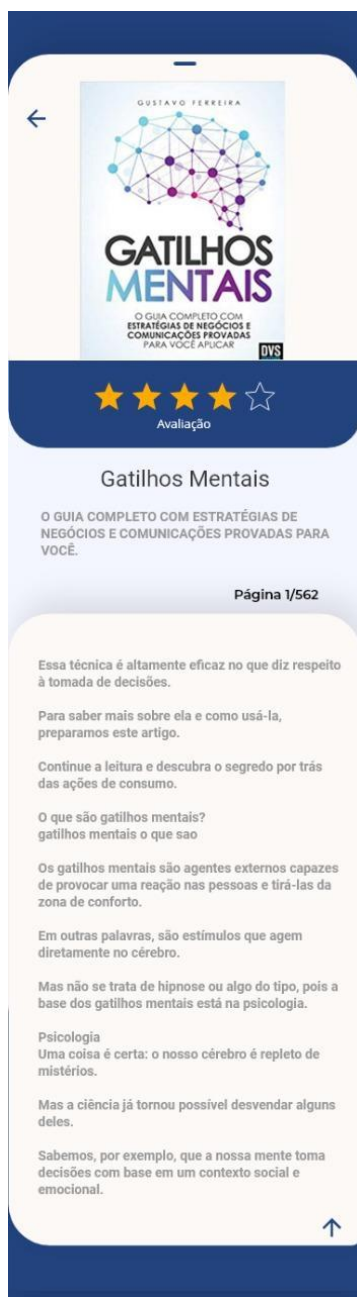 GUSTAVO FERREIRA
GATILHOS
MENTAIS
O GUIA COMPLETO COM
ESTRATÉGIAS DE NEGÓCIOS E
COMUNICAÇÕES PROVADAS
PARA VOCÊ APLICAR
DVS
Avaliação
Gatilhos Mentais
O GUIA COMPLETO COM ESTRATÉGIAS DE
NEGÓCIOS E COMUNICAÇÕES PROVADAS PARA
VOCÊ.
Página 1/562
Essa técnica é altamente eficaz no que diz respeito
à tomada de decisões.
Para saber mais sobre ela e como usá-la,
preparamos este artigo.
Continue a leitura e descubra o segredo por trás
das ações de consumo.
O que são gatilhos mentais?
gatilhos mentais o que sao
Os gatilhos mentais são agentes externos capazes
de provocar uma reação nas pessoas e tirá-las da
zona de conforto.
Em outras palavras, são estímulos que agem
diretamente no cérebro.
Mas não se trata de hipnose ou algo do tipo, pois a
base dos gatilhos mentais está na psicologia.
Psicologia
Uma coisa é certa: o nosso cérebro é repleto de
mistérios.
Mas a ciência já tornou possível desvendar alguns
deles.
Sabemos, por exemplo, que a nossa mente toma
decisões com base em um contexto social e
emocional.